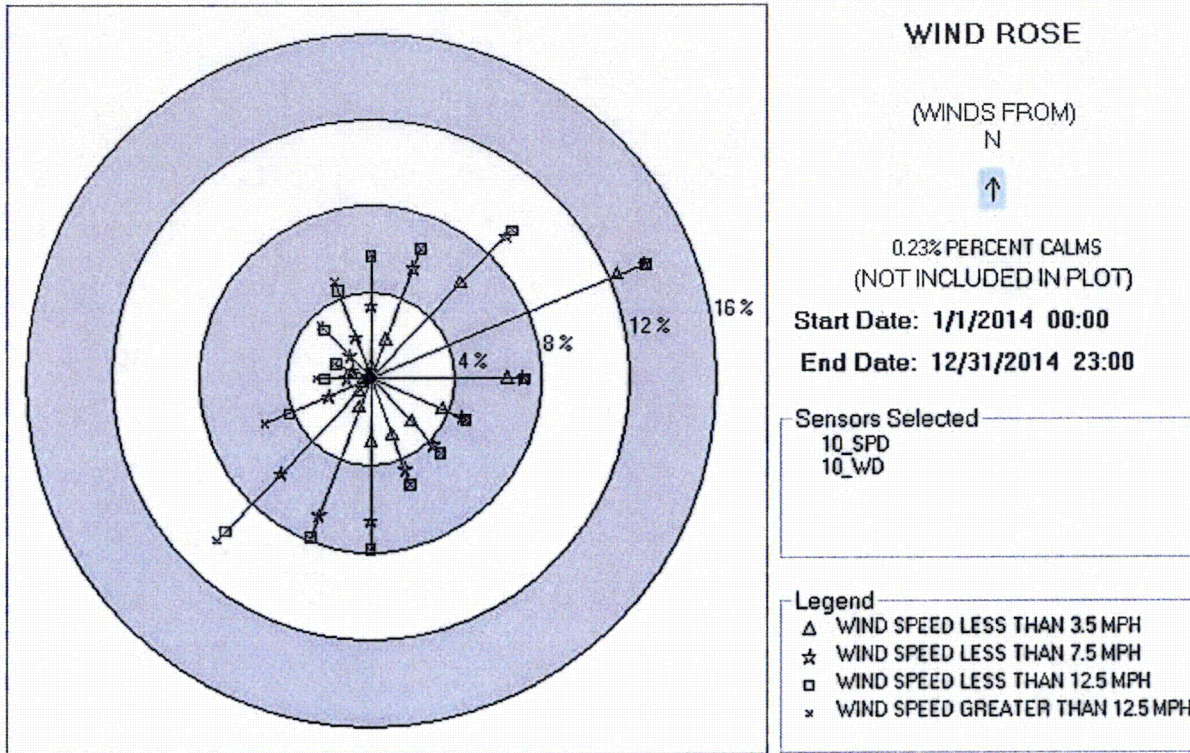 WIND ROSE
(WINDS FROM)
N
0.23% PERCENT CALMS
(NOT INCLUDED IN PLOT)
Start Date: 1/1/2014 00:00
End Date: 12/31/2014 23:00
4%
8%
12%
16%
Sensors Selected
10_SPD
10_WD
Legend
WIND SPEED LESS THAN 3.5 MPH
WIND SPEED LESS THAN 7.5 MPH
WIND SPEED LESS THAN 12.5 MPH
WIND SPEED GREATER THAN 12.5 MPH